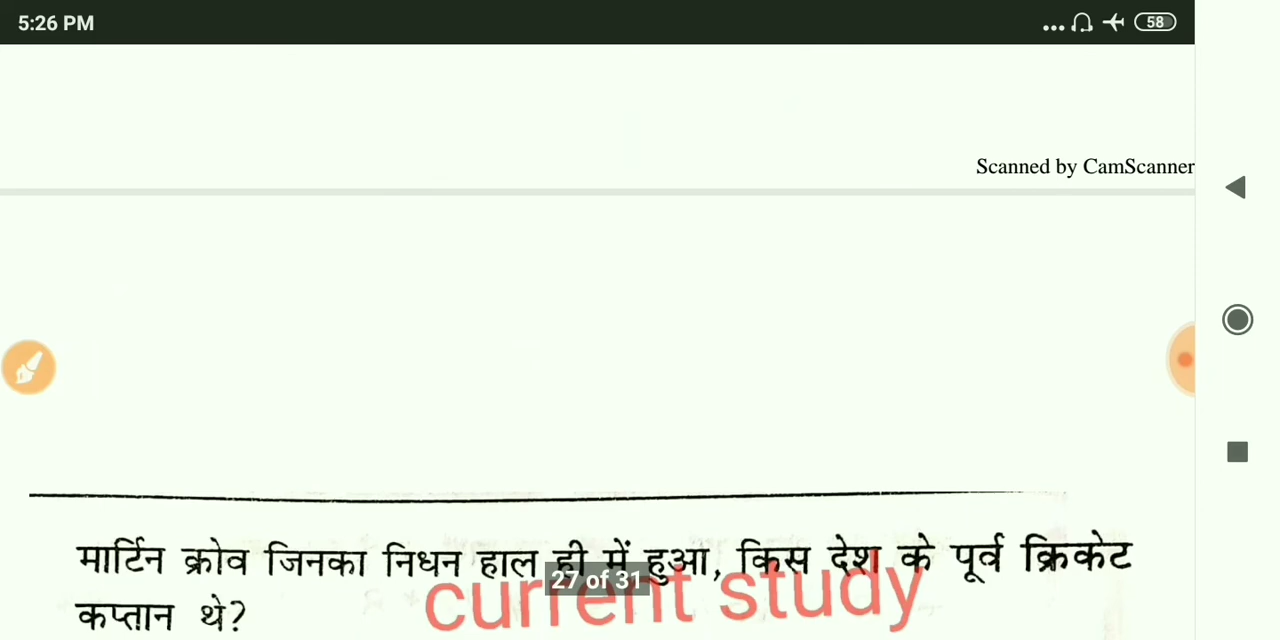 5:26 PM
58
Scanned by CamScanner
मार्टिन क्रोव जिनका निधन हाल ही में हुआ, किस देश के पूर्व क्रिकेट
27 of 31
current study
कप्तान थे?